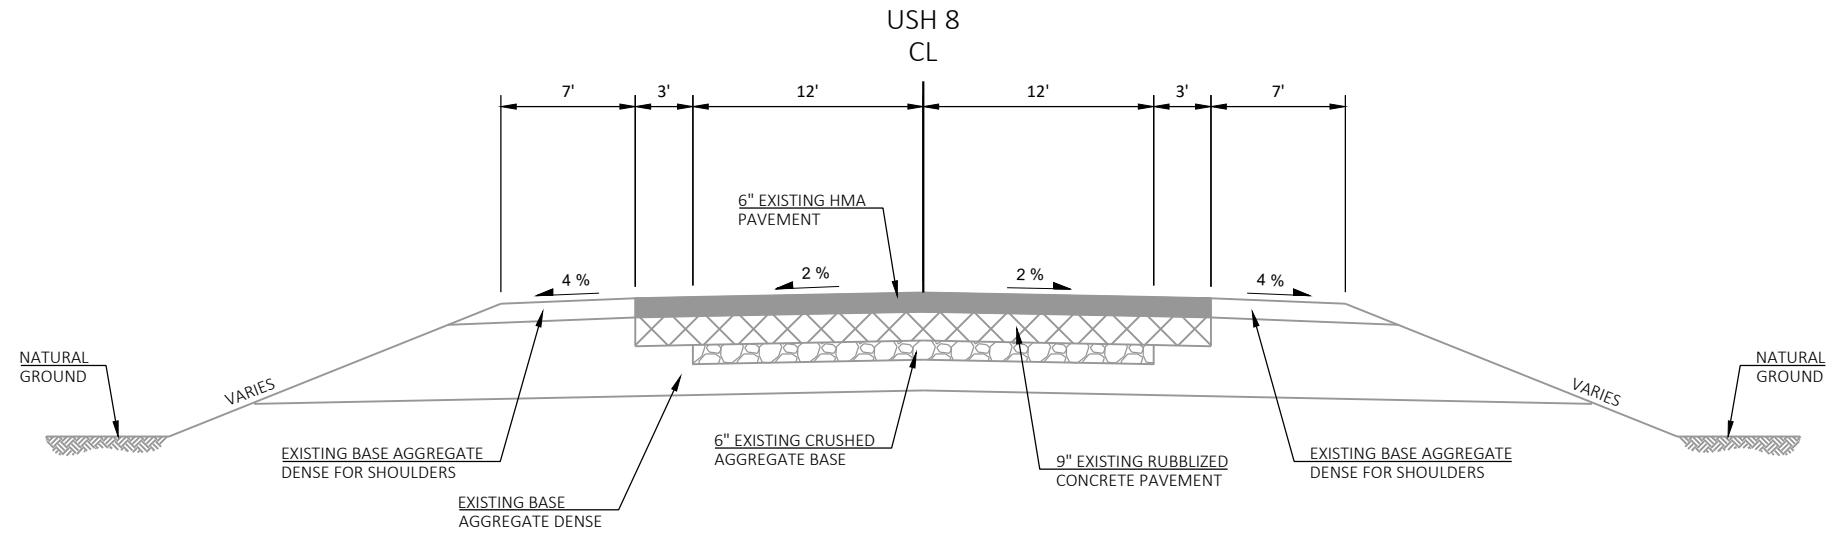 USH 8
CL
7'
3'
12'
12'
3'
7'
6" EXISTING HMA
PAVEMENT
4 %
2 %
2 %
4 %
NATURAL
GROUND
VARIES
VARIES
NATURAL
GROUND
EXISTING BASE AGGREGATE
DENSE FOR SHOULDERS
6" EXISTING CRUSHED
AGGREGATE BASE
9" EXISTING RUBBLIZED
CONCRETE PAVEMENT
EXISTING BASE AGGREGATE
DENSE FOR SHOULDERS
EXISTING BASE
AGGREGATE DENSE